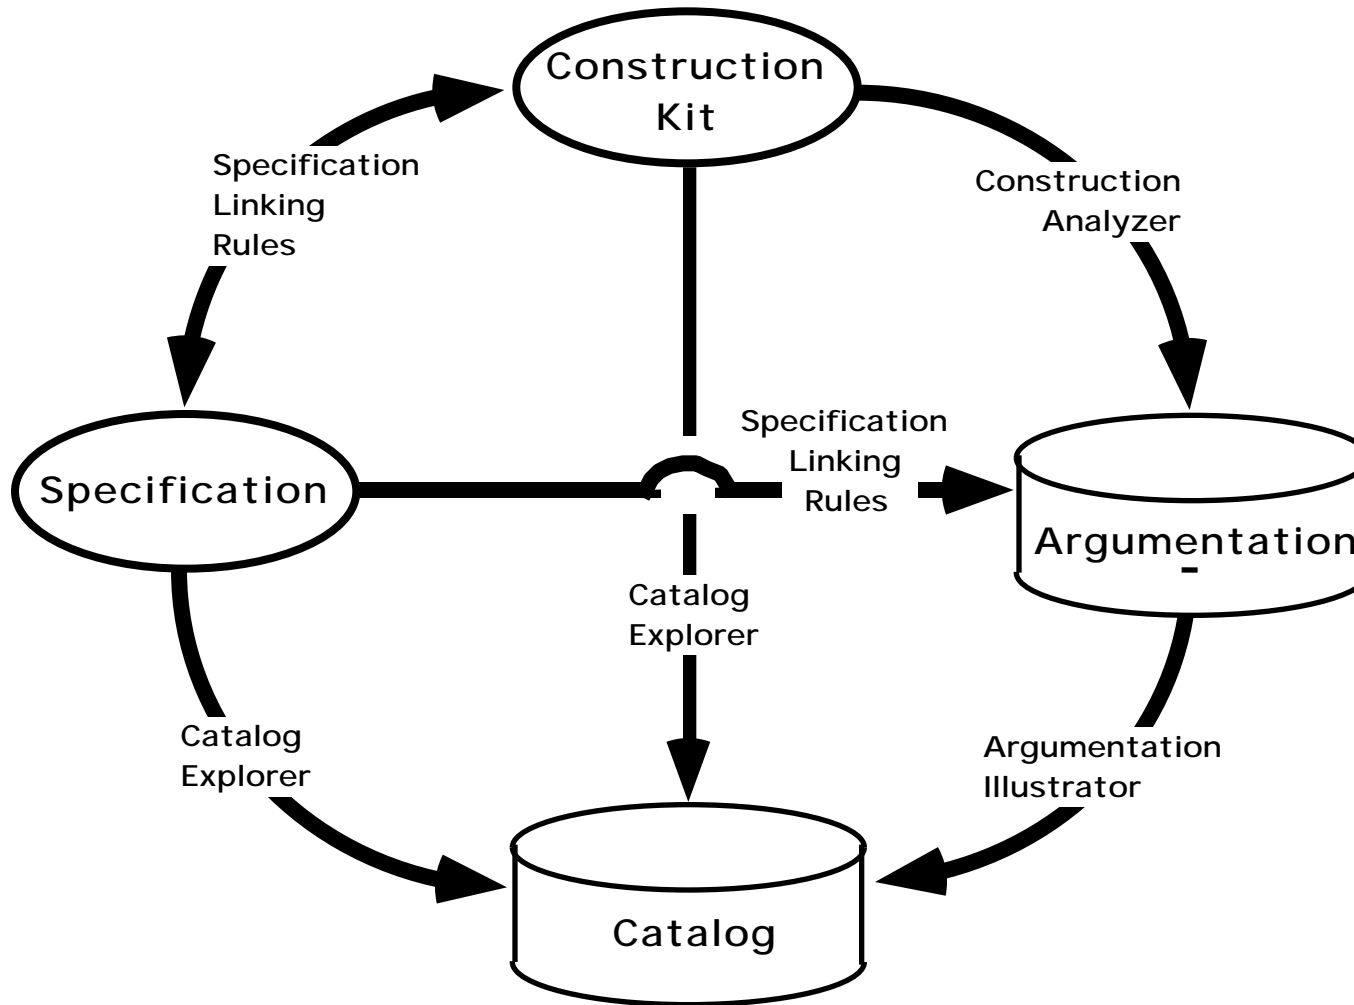 Construction
Kit
Specification
Linking
Rules
Construction
Analyzer
Specification
Linking
Rules
Specification
Argumentation
Catalog
Explorer
Catalog
Explorer
Argumentation
Illustrator
Catalog